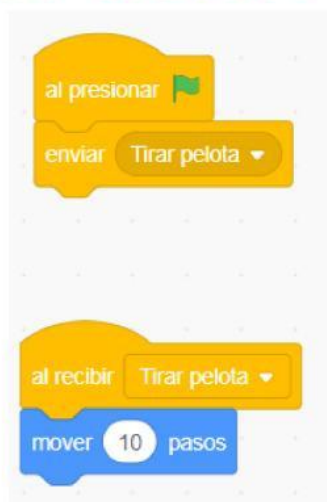 al presionar
enviar Tirar pelota
al recibir Tirar pelota
mover 10 pasos